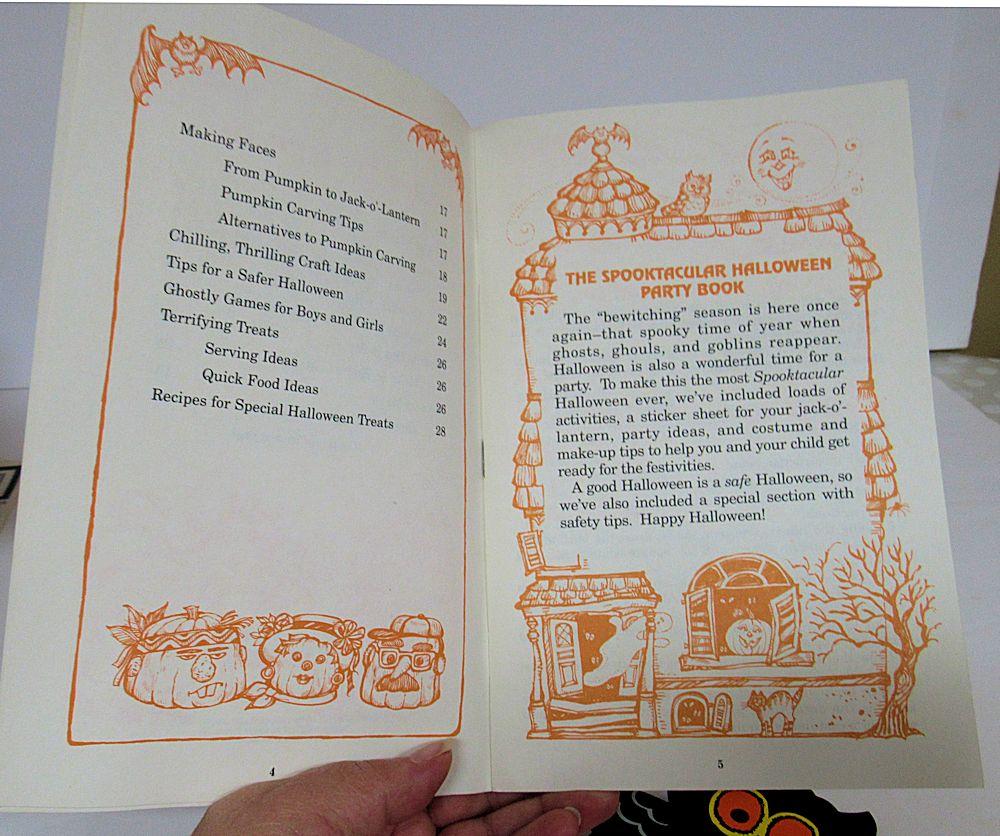 Making Faces 17
From Pumpkin to Jack-o'-Lantern 17
Pumpkin Carving Tips 17
Alternatives to Pumpkin Carving 18
Chilling, Thrilling Craft Ideas 19
Tips for a Safer Halloween 22
Ghostly Games for Boys and Girls 24
Terrifying Treats 26
Serving Ideas 26
Quick Food Ideas 26
Recipes for Special Halloween Treats 28
4
THE SPOOKTACULAR HALLOWEEN
PARTY BOOK
The "bewitching" season is here once
again–that spooky time of year when
ghosts, ghouls, and goblins reappear.
Halloween is also a wonderful time for a
party. To make this the most Spooktacular
Halloween ever, we've included loads of
activities, a sticker sheet for your jack-o'-
lantern, party ideas, and costume and
make-up tips to help you and your child get
ready for the festivities.
A good Halloween is a safe Halloween, so
we've also included a special section with
safety tips. Happy Halloween!
5